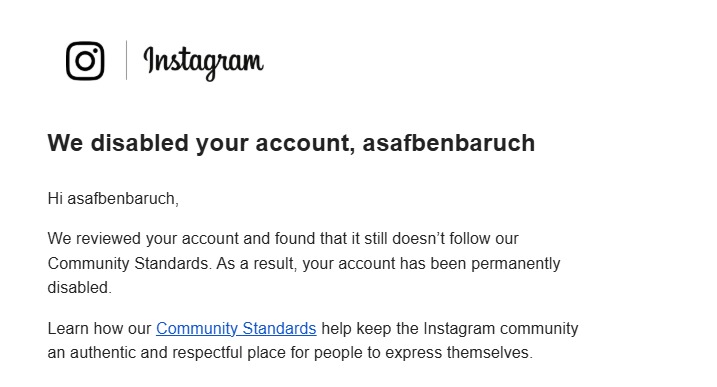 Instagram
We disabled your account, asafbenbaruch
Hi asafbenbaruch,
We reviewed your account and found that it still doesn’t follow our
Community Standards. As a result, your account has been permanently
disabled.
Learn how our Community Standards help keep the Instagram community
an authentic and respectful place for people to express themselves.